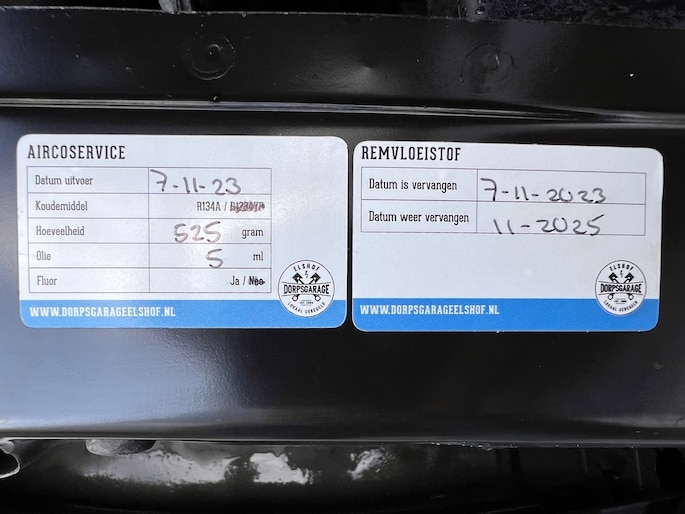 AIRCOSERVICE
Datum uitvoer 7-11-23
Koudemiddel R134A / R1234YF
Hoeveelheid 525 gram
Olie 5 ml
Fluor Ja / Nee
ELSHOF
DORPSGARAGE
LOKAAL GEKNEELD
WWW.DORPSGARAGEELSHOF.NL
REMVLOEISTOF
Datum is vervangen 7-11-2023
Datum weer vervangen 11-2025
ELSHOF
DORPSGARAGE
WWW.DORPSGARAGEELSHOF.NL